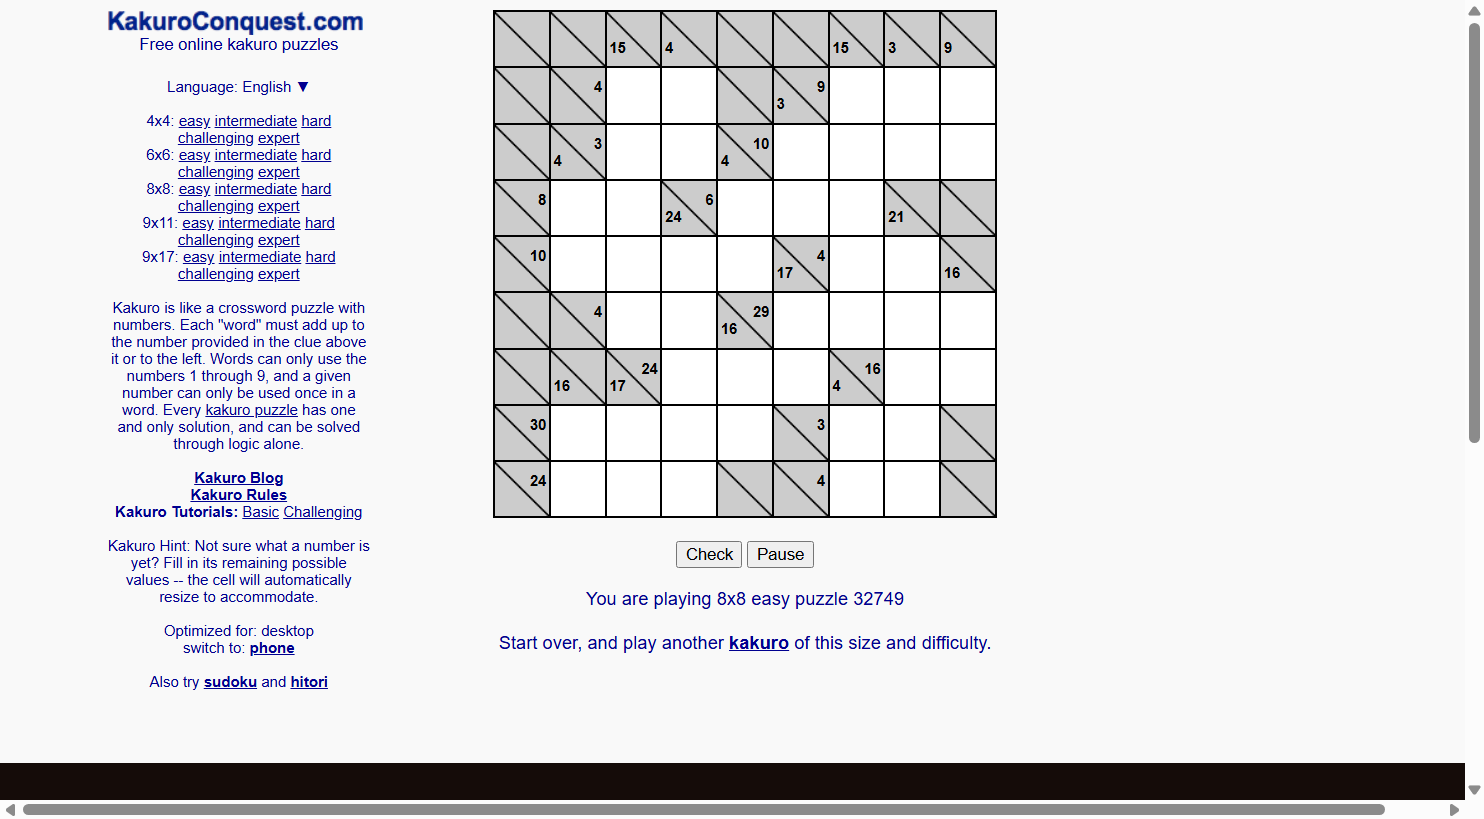 KakuroConquest.com
Free online kakuro puzzles
Language: English ▼
4x4: easy intermediate hard
challenging expert
6x6: easy intermediate hard
challenging expert
8x8: easy intermediate hard
challenging expert
9x11: easy intermediate hard
challenging expert
9x17: easy intermediate hard
challenging expert
Kakuro is like a crossword puzzle with
numbers. Each "word" must add up to
the number provided in the clue above
it or to the left. Words can only use the
numbers 1 through 9, and a given
number can only be used once in a
word. Every kakuro puzzle has one
and only solution, and can be solved
through logic alone.
Kakuro Blog
Kakuro Rules
Kakuro Tutorials: Basic Challenging
Kakuro Hint: Not sure what a number is
yet? Fill in its remaining possible
values -- the cell will automatically
resize to accommodate.
Optimized for: desktop
switch to: phone
Also try sudoku and hitori
15 4 15 3 9
4 3 9
4 3 4 10
8 24 6 21
10 17 4 16
4 16 29
16 17 24 4 16
30 3
24 4
Check Pause
You are playing 8x8 easy puzzle 32749
Start over, and play another kakuro of this size and difficulty.